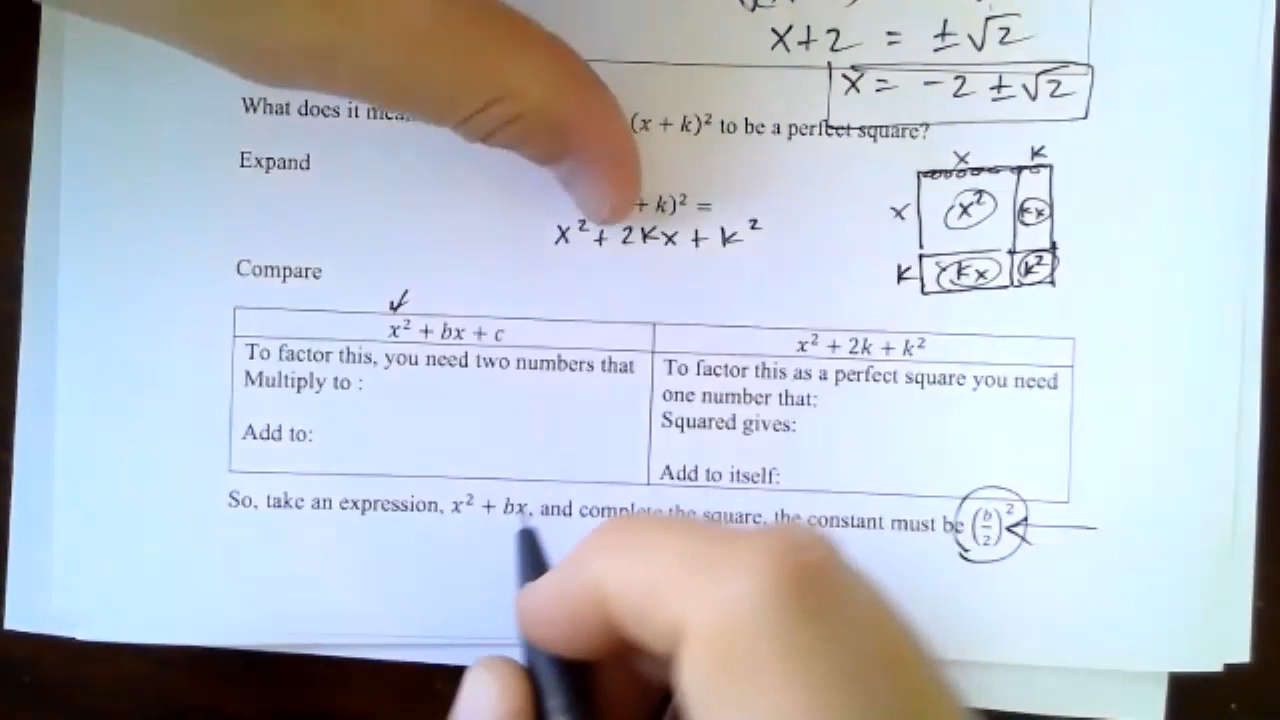 x+2 = ±√2
x = -2 ±√2
What does it (x + k)² to be a perfect square?
Expand
+ k)² =
x² + 2kx + k²
x k
x x² kx
k kx k²
Compare
x² + bx + c x² + 2k + k²
To factor this, you need two numbers that
Multiply to :
Add to:
To factor this as a perfect square you need
one number that:
Squared gives:
Add to itself:
So, take an expression, x² + bx, and complete the square, the constant must be (b/2)²